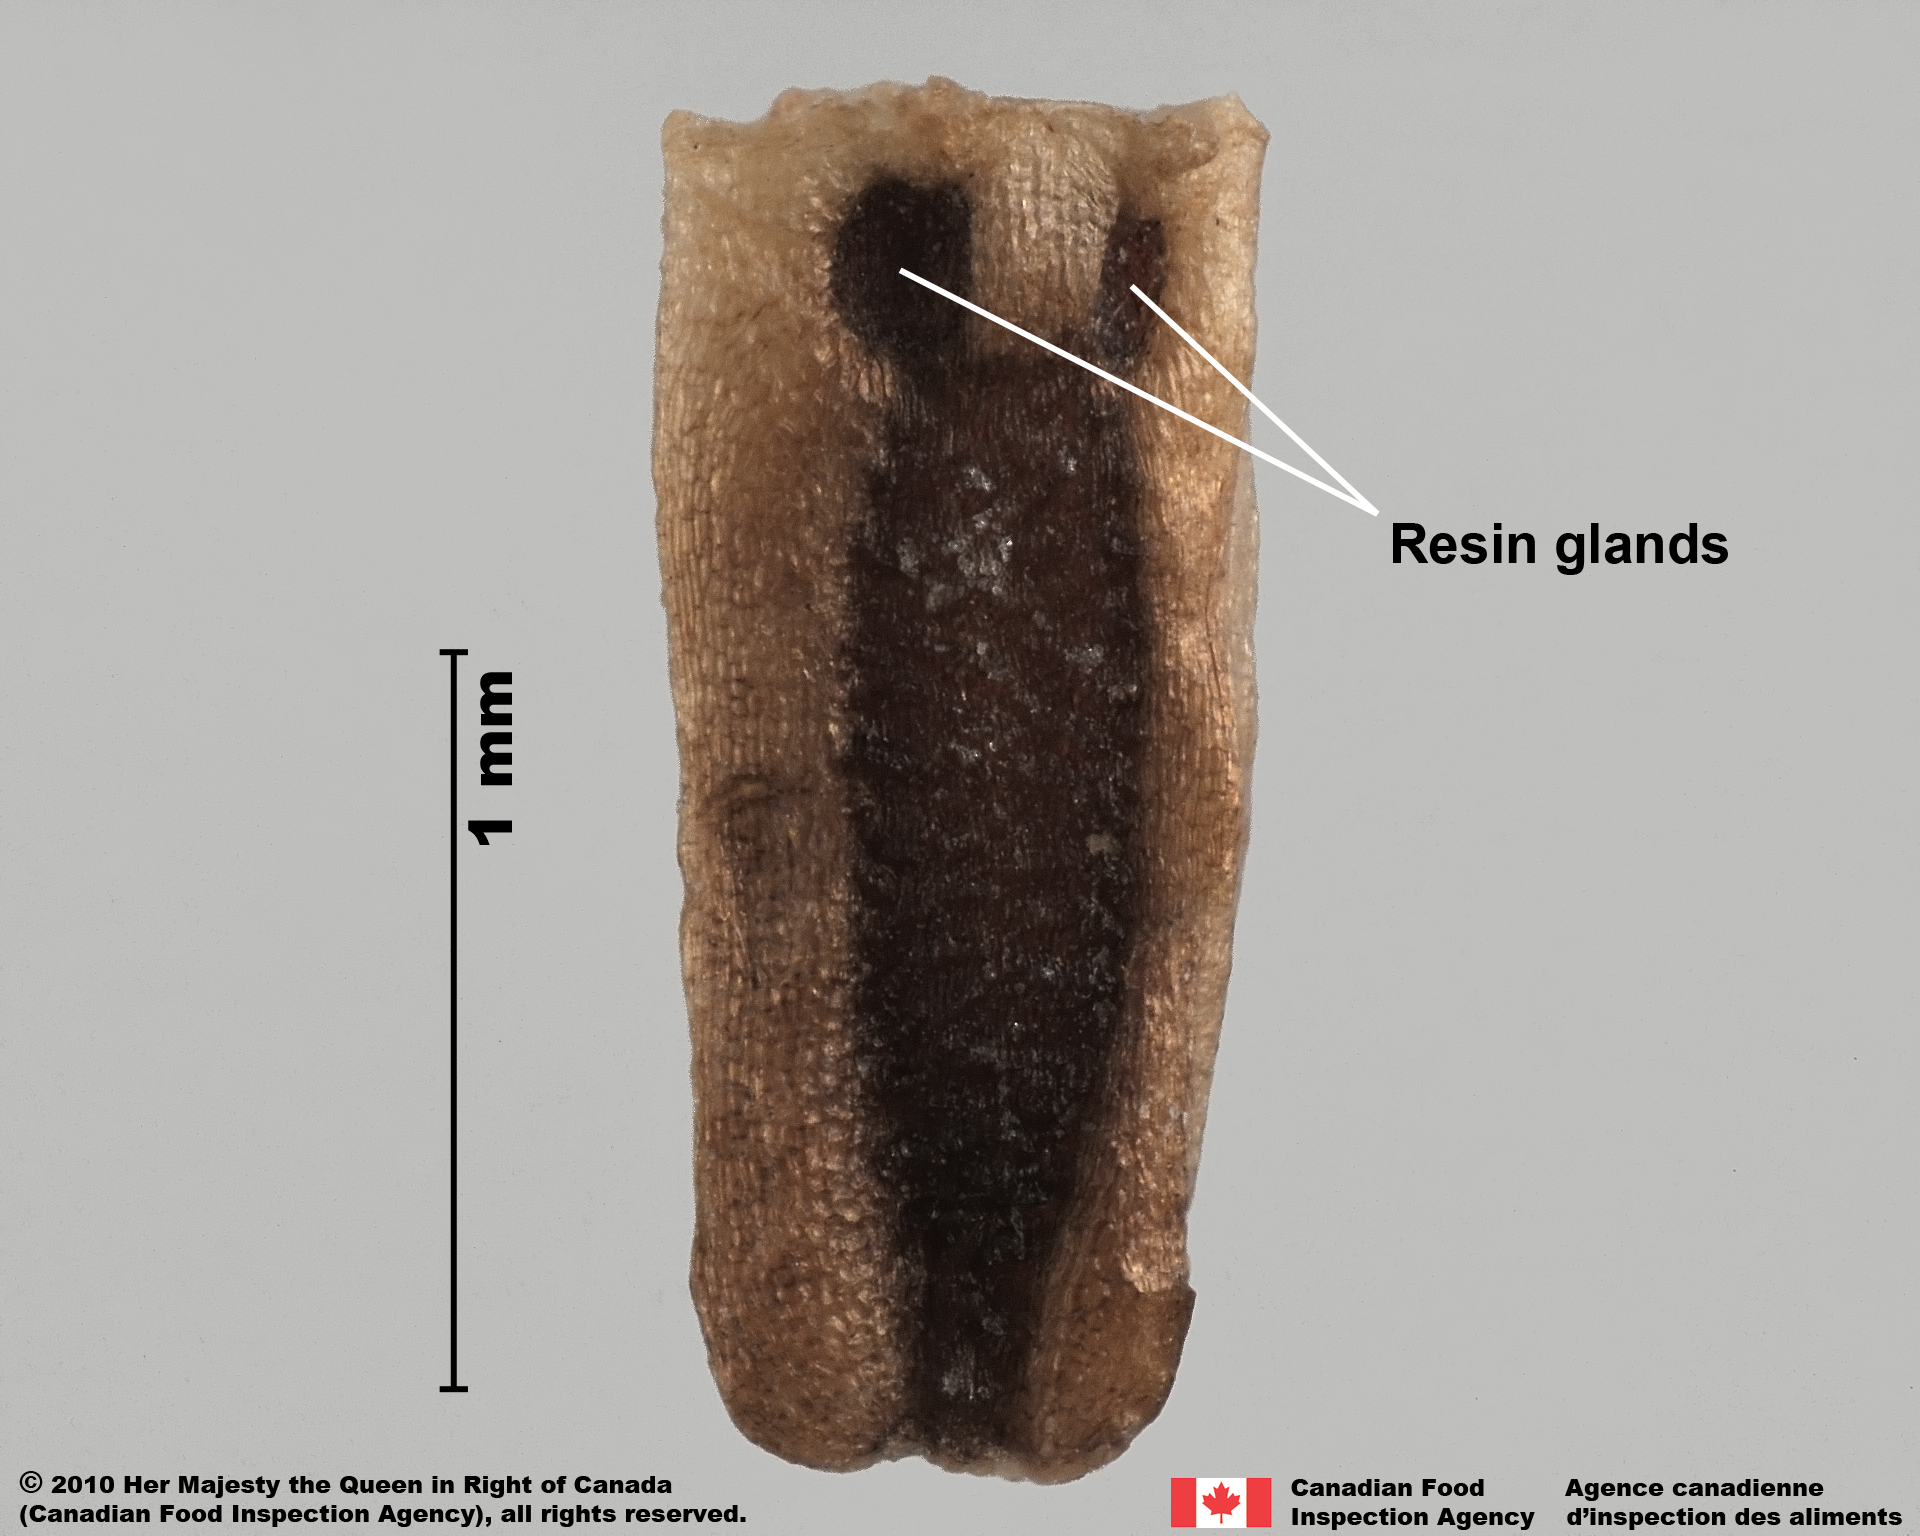 Resin glands
1 mm
© 2010 Her Majesty the Queen in Right of Canada
(Canadian Food Inspection Agency), all rights reserved.
Canadian Food
Inspection Agency
Agence canadienne
d'inspection des aliments